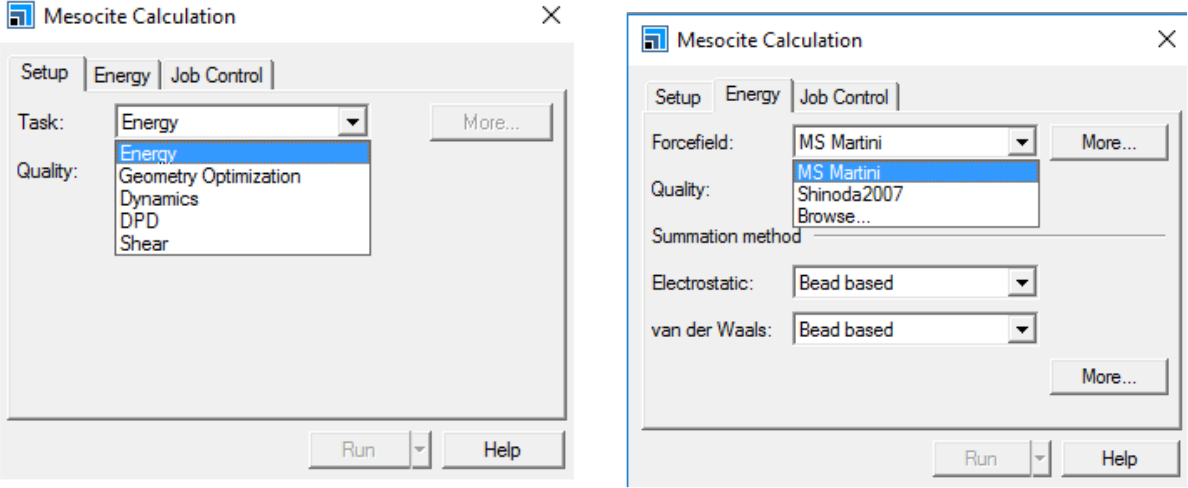 Mesocite Calculation
Setup
Energy
Job Control
Task:
Energy
More...
Quality:
Energy
Geometry Optimization
Dynamics
DPD
Shear
Run
Help
Mesocite Calculation
Setup
Energy
Job Control
Forcefield:
MS Martini
More...
Quality:
MS Martini
Shinoda2007
Browse...
Summation method
Electrostatic:
Bead based
van der Waals:
Bead based
More...
Run
Help